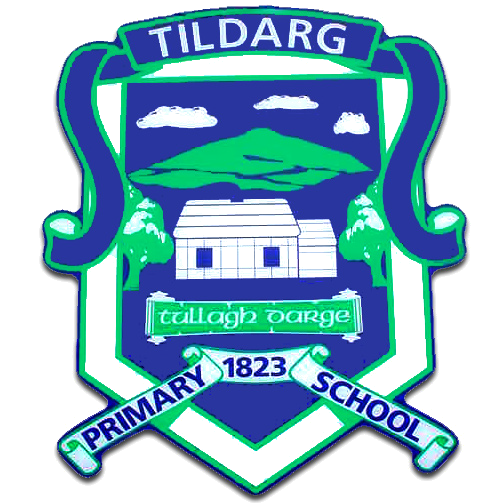 TILDARG
tullagh darge
PRIMARY 1823 SCHOOL